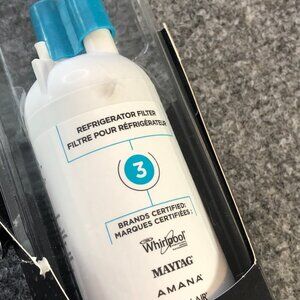 REFRIGERATOR FILTER
FILTRE POUR RÉFRIGÉRATEUR
3
BRANDS CERTIFIED:
MARQUES CERTIFIÉES:
Whirlpool
MAYTAG
AMANA